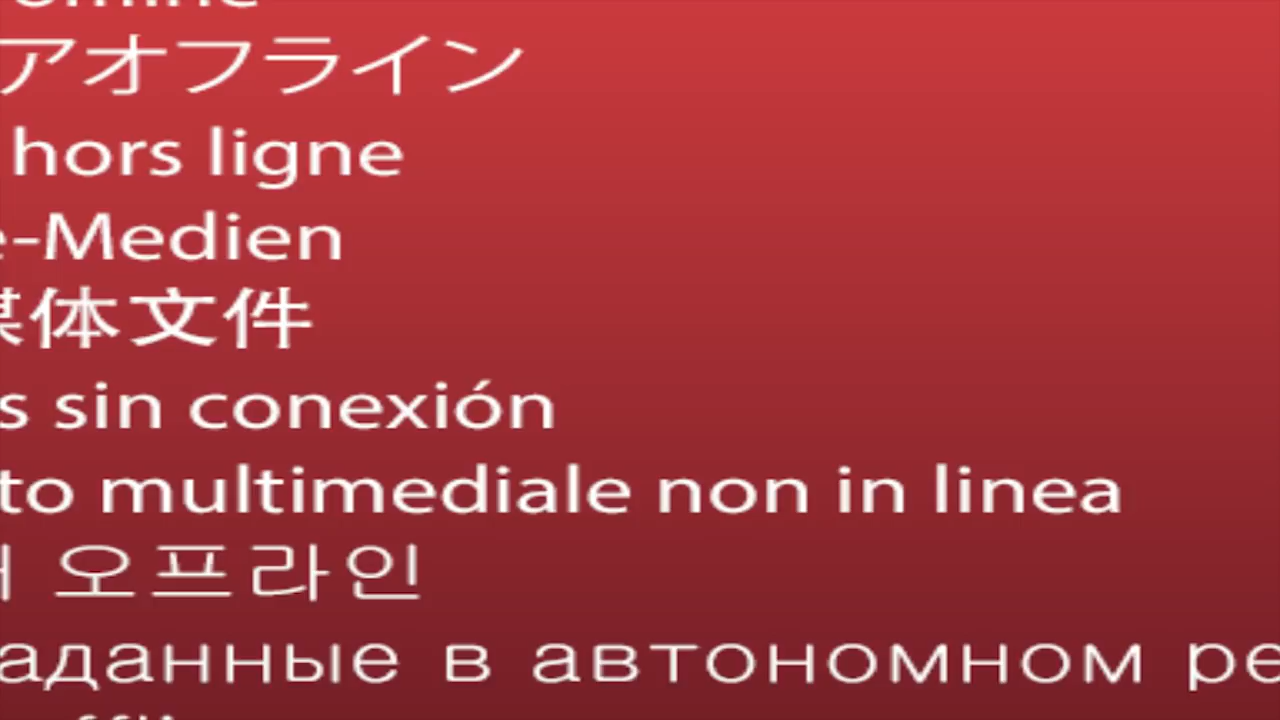 アオフライン
hors ligne
-Medien
体文件
s sin conexión
to multimediale non in linea
오프라인
аданные в автономном ре